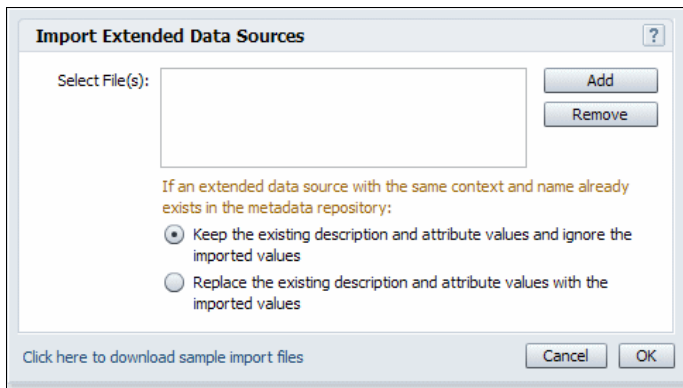 Import Extended Data Sources
?
Select File(s):
Add
Remove
If an extended data source with the same context and name already
exists in the metadata repository:
Keep the existing description and attribute values and ignore the
imported values
Replace the existing description and attribute values with the
imported values
Click here to download sample import files
Cancel
OK